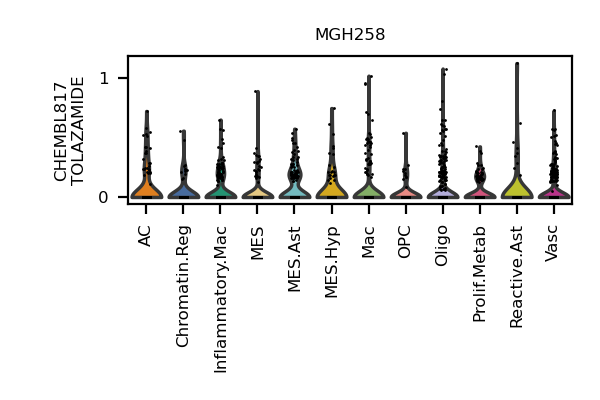 MGH258
CHEMBL817
TOLAZAMIDE
1
0
AC
Chromatin.Reg
Inflammatory.Mac
MES
MES.Ast
MES.Hyp
Mac
OPC
Oligo
Prolif.Metab
Reactive.Ast
Vasc